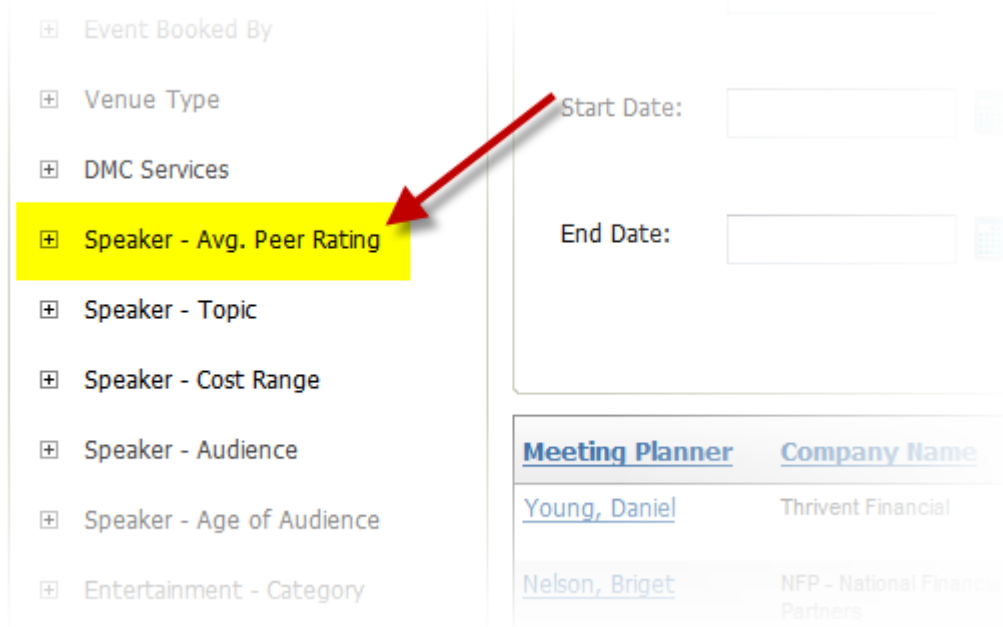 Event Booked By
Venue Type
DMC Services
Speaker - Avg. Peer Rating
Speaker - Topic
Speaker - Cost Range
Speaker - Audience
Speaker - Age of Audience
Entertainment - Category
Start Date:
End Date:
Meeting Planner Company Name
Young, Daniel Thrivent Financial
Nelson, Briget NFP - National Financial
Partners